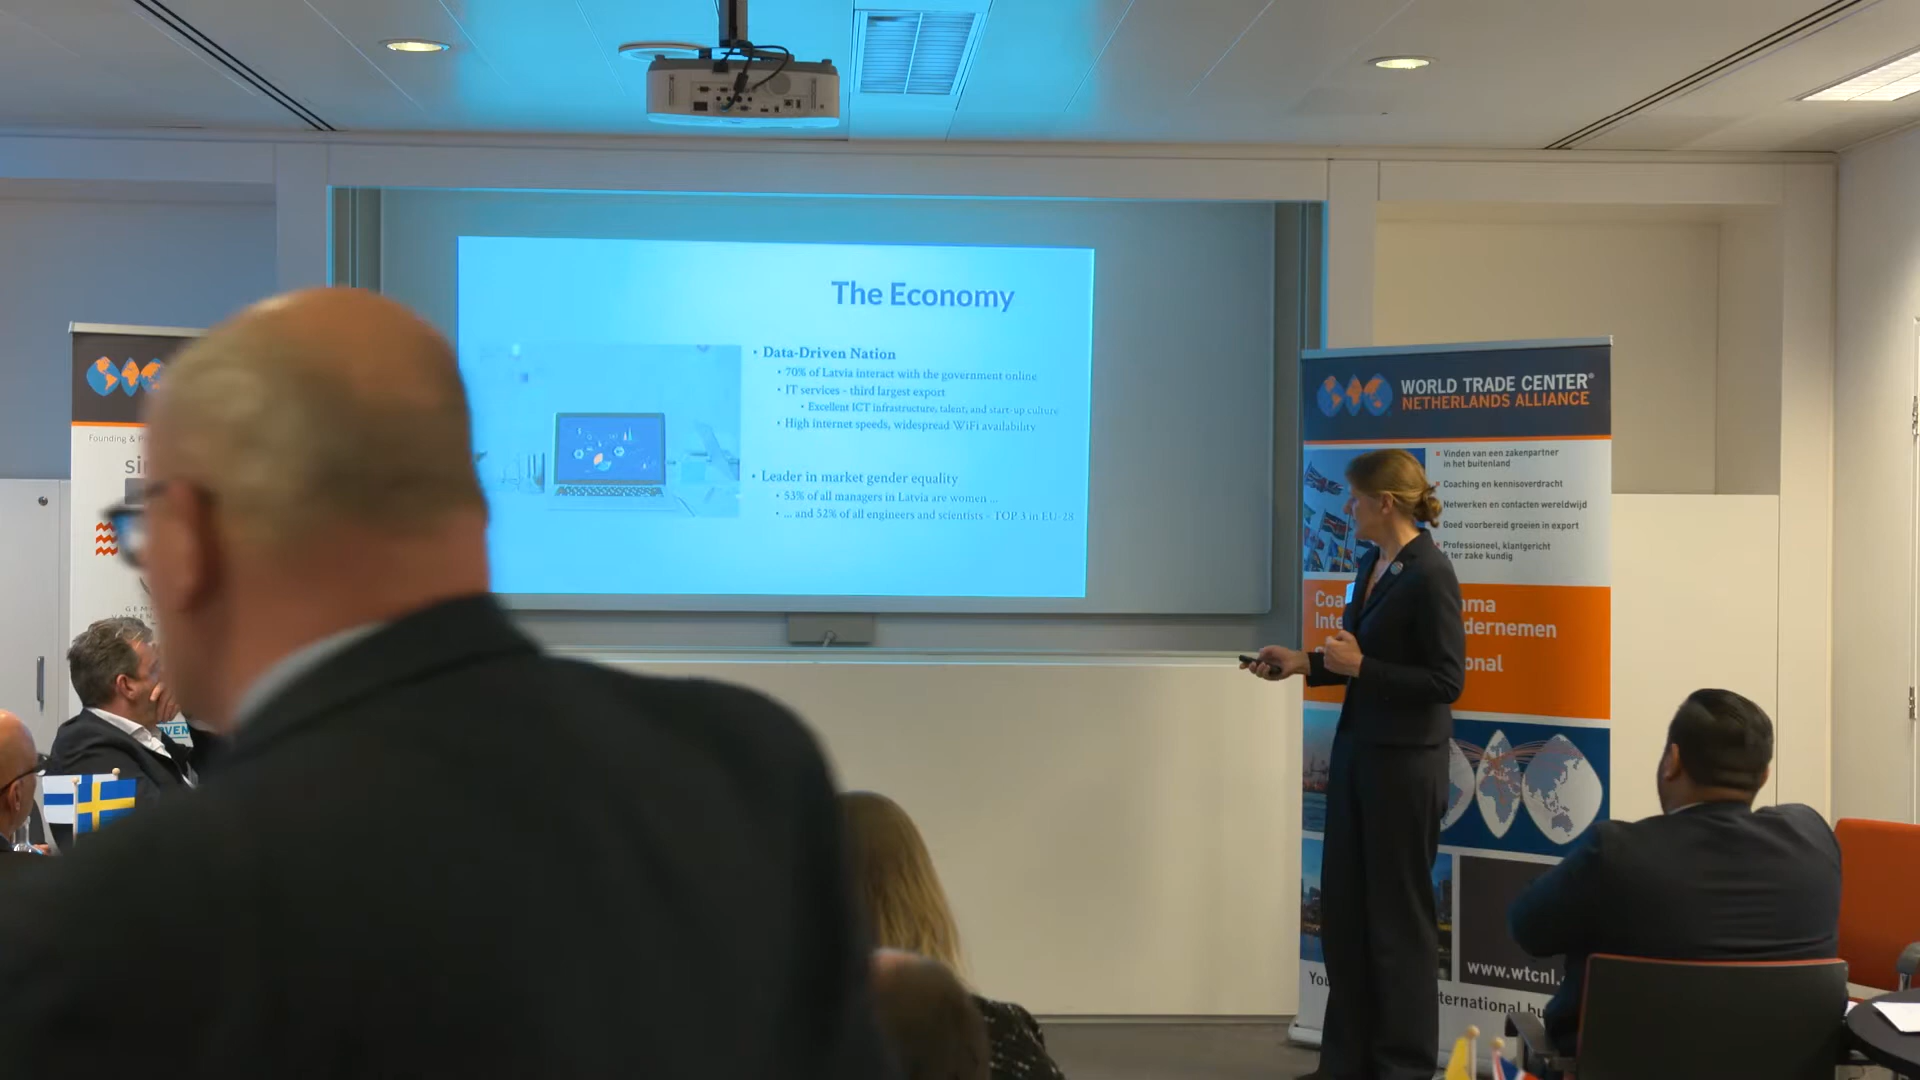 The Economy
• Data-Driven Nation
• 70% of Latvia interact with the government online
• IT services - third largest export
• Excellent ICT infrastructure, talent, and start-up culture
• High internet speeds, widespread WiFi availability
• Leader in market gender equality
• 53% of all managers in Latvia are women ...
• ... and 52% of all engineers and scientists - TOP 3 in EU-28
Founding &
WORLD TRADE CENTER®
NETHERLANDS ALLIANCE
Vinden van een zakenpartner
in het buitenland
Coaching en kennisoverdracht
Netwerken en contacten wereldwijd
Goed voorbereid groeien in export
Professioneel, klantgericht
& ter zake kundig
www.wtcnl.